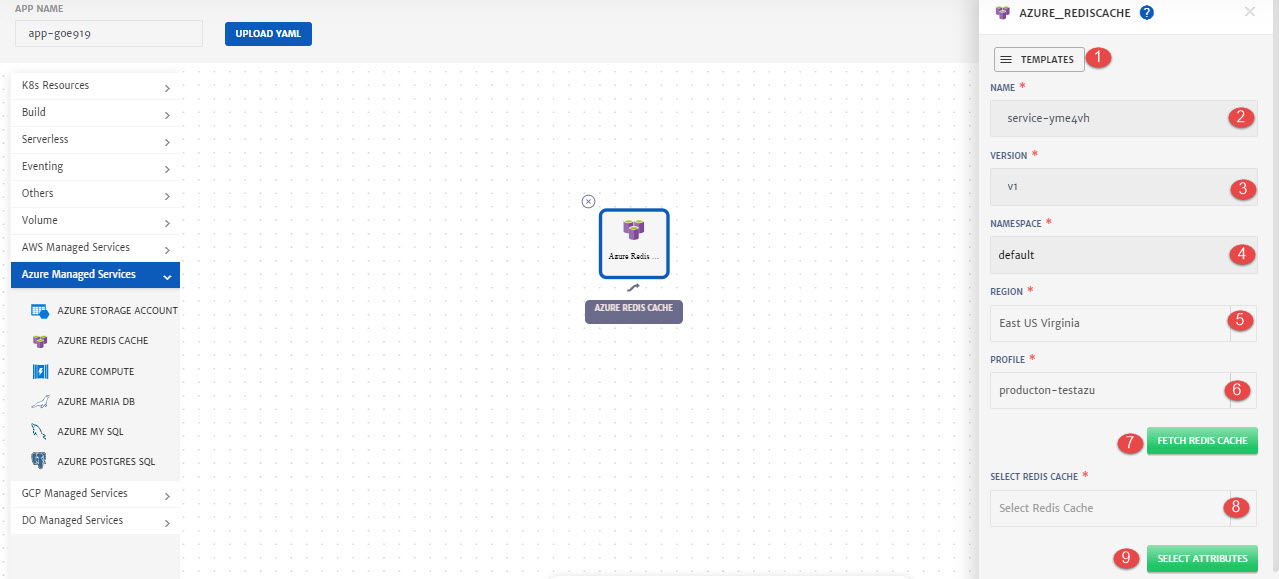 APP NAME
app-goe919
UPLOAD YAML
K8s Resources
Build
Serverless
Eventing
Others
Volume
AWS Managed Services
Azure Managed Services
AZURE STORAGE ACCOUNT
AZURE REDIS CACHE
AZURE COMPUTE
AZURE MARIA DB
AZURE MY SQL
AZURE POSTGRES SQL
GCP Managed Services
DO Managed Services
Azure Redis ...
AZURE REDIS CACHE
AZURE_REDISCACHE ?
TEMPLATES 1
NAME *
service-yme4vh 2
VERSION *
v1 3
NAMESPACE *
default 4
REGION *
East US Virginia 5
PROFILE *
producton-testazu 6
7 FETCH REDIS CACHE
SELECT REDIS CACHE *
Select Redis Cache 8
9 SELECT ATTRIBUTES